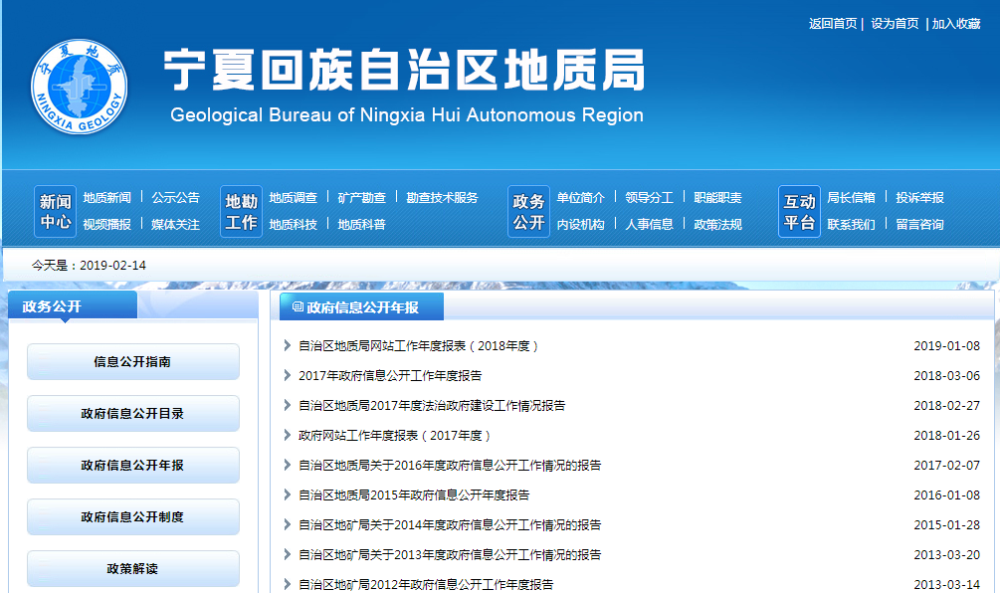 返回首页 | 设为首页 | 加入收藏
宁夏地质
NINGXIA GEOLOGY
宁夏回族自治区地质局
Geological Bureau of Ningxia Hui Autonomous Region
新闻中心
地质新闻 | 公示公告
视频播报 | 媒体关注
地勘工作
地质调查 | 矿产勘查 | 勘查技术服务
地质科技 | 地质科普
政务公开
单位简介 | 领导分工 | 职能职责
内设机构 | 人事信息 | 政策法规
互动平台
局长信箱 | 投诉举报
联系我们 | 留言咨询
今天是：2019-02-14
政务公开
信息公开指南
政府信息公开目录
政府信息公开年报
政府信息公开制度
政策解读
政府信息公开年报
自治区地质局网站工作年度报表（2018年度） 2019-01-08
2017年政府信息公开工作年度报告 2018-03-06
自治区地质局2017年度法治政府建设工作情况报告 2018-02-27
政府网站工作年度报表（2017年度） 2018-01-26
自治区地质局关于2016年度政府信息公开工作情况的报告 2017-02-07
自治区地质局2015年政府信息公开年度报告 2016-01-08
自治区地矿局关于2014年度政府信息公开工作情况的报告 2015-01-28
自治区地矿局关于2013年度政府信息公开工作情况的报告 2013-03-20
自治区地矿局2012年政府信息公开工作年度报告 2013-03-14